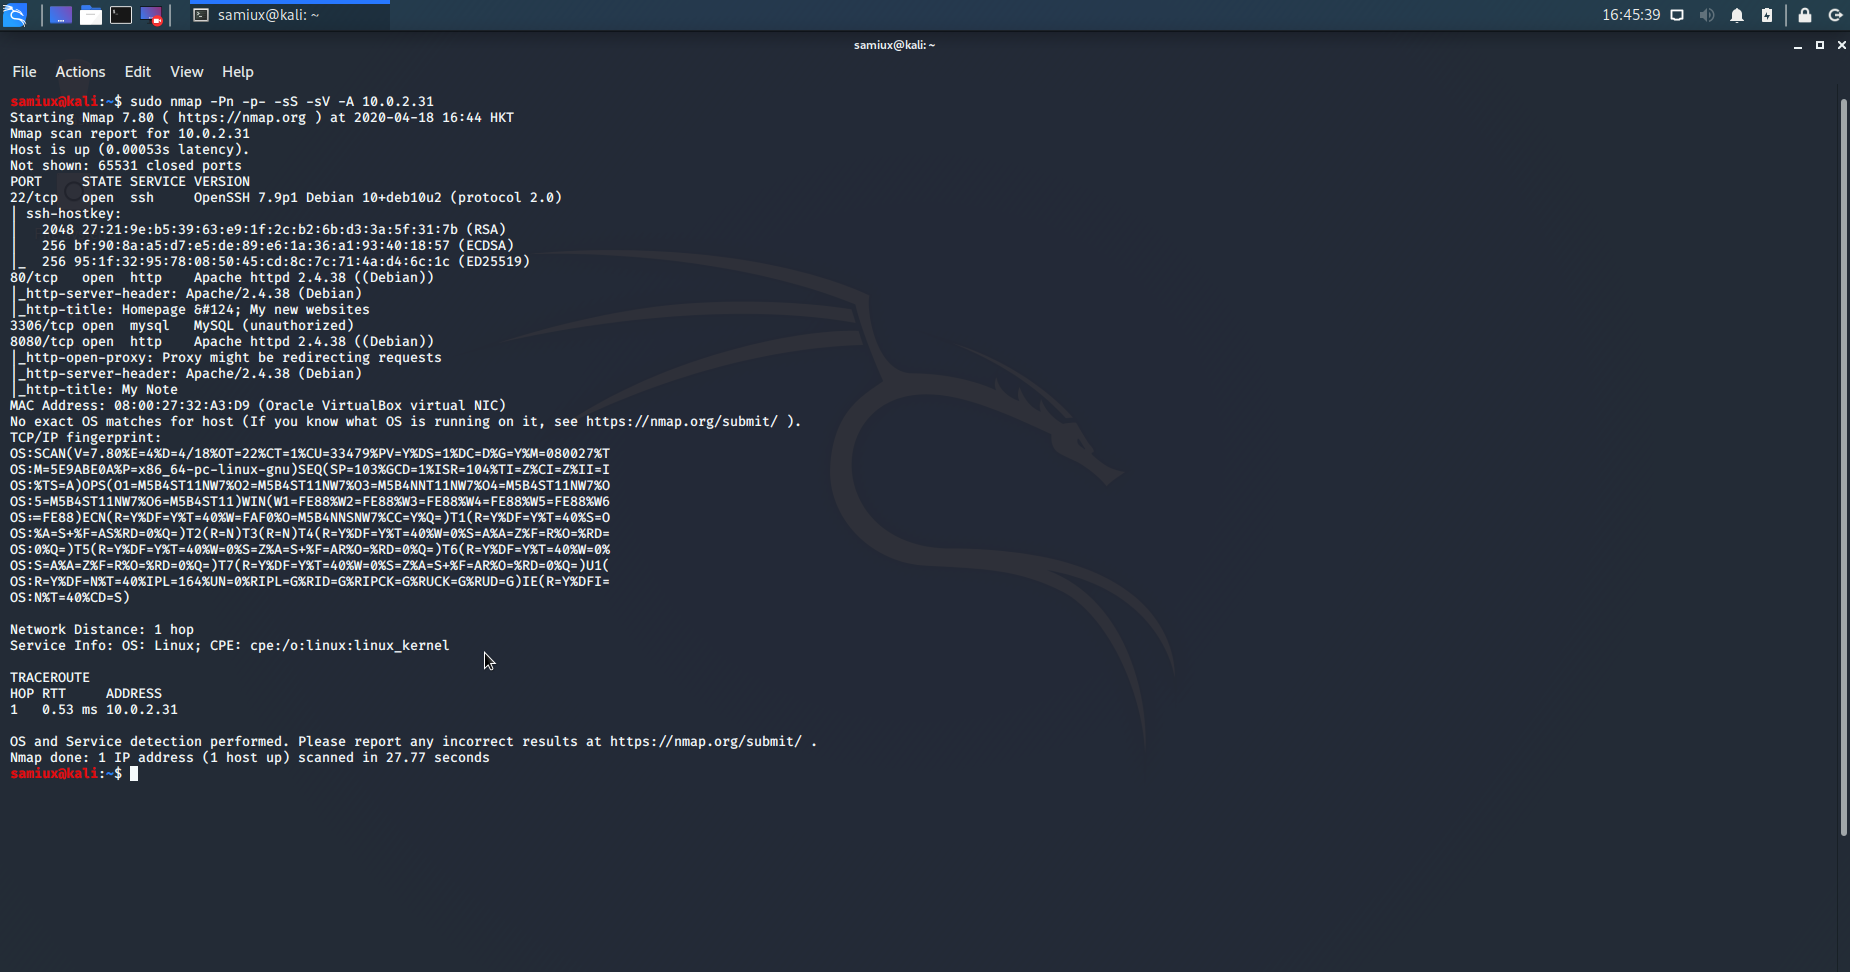 samiux@kali: ~
16:45:39
samiux@kali: ~
File Actions Edit View Help
samiux@kali:~$ sudo nmap -Pn -p- -sS -sV -A 10.0.2.31
Starting Nmap 7.80 ( https://nmap.org ) at 2020-04-18 16:44 HKT
Nmap scan report for 10.0.2.31
Host is up (0.00053s latency).
Not shown: 65531 closed ports
PORT     STATE SERVICE VERSION
22/tcp   open  ssh     OpenSSH 7.9p1 Debian 10+deb10u2 (protocol 2.0)
| ssh-hostkey:
|   2048 27:21:9e:b5:39:63:e9:1f:2c:b2:6b:d3:3a:5f:31:7b (RSA)
|   256 bf:90:8a:a5:d7:e5:de:89:e6:1a:36:a1:93:40:18:57 (ECDSA)
|_  256 95:1f:32:95:78:08:50:45:cd:8c:7c:71:4a:d4:6c:1c (ED25519)
80/tcp   open  http    Apache httpd 2.4.38 ((Debian))
|_http-server-header: Apache/2.4.38 (Debian)
|_http-title: Homepage &#124; My new websites
3306/tcp open  mysql   MySQL (unauthorized)
8080/tcp open  http    Apache httpd 2.4.38 ((Debian))
|_http-open-proxy: Proxy might be redirecting requests
|_http-server-header: Apache/2.4.38 (Debian)
|_http-title: My Note
MAC Address: 08:00:27:32:A3:D9 (Oracle VirtualBox virtual NIC)
No exact OS matches for host (If you know what OS is running on it, see https://nmap.org/submit/ ).
TCP/IP fingerprint:
OS:SCAN(V=7.80%E=4%D=4/18%OT=22%CT=1%CU=33479%PV=Y%DS=1%DC=D%G=Y%M=080027%T
OS:M=5E9ABE0A%P=x86_64-pc-linux-gnu)SEQ(SP=103%GCD=1%ISR=104%TI=Z%CI=Z%II=I
OS:%TS=A)OPS(O1=M5B4ST11NW7%O2=M5B4ST11NW7%O3=M5B4NNT11NW7%O4=M5B4ST11NW7%O
OS:5=M5B4ST11NW7%O6=M5B4ST11)WIN(W1=FE88%W2=FE88%W3=FE88%W4=FE88%W5=FE88%W6
OS:=FE88)ECN(R=Y%DF=Y%T=40%W=FAF0%O=M5B4NNSNW7%CC=Y%Q=)T1(R=Y%DF=Y%T=40%S=O
OS:%A=S+%F=AS%RD=0%Q=)T2(R=N)T3(R=N)T4(R=Y%DF=Y%T=40%W=0%S=A%A=Z%F=R%O=%RD=
OS:0%Q=)T5(R=Y%DF=Y%T=40%W=0%S=Z%A=S+%F=AR%O=%RD=0%Q=)T6(R=Y%DF=Y%T=40%W=0%
OS:S=A%A=Z%F=R%O=%RD=0%Q=)T7(R=Y%DF=Y%T=40%W=0%S=Z%A=S+%F=AR%O=%RD=0%Q=)U1(
OS:R=Y%DF=N%T=40%IPL=164%UN=0%RIPL=G%RID=G%RIPCK=G%RUCK=G%RUD=G)IE(R=Y%DFI=
OS:N%T=40%CD=S)
Network Distance: 1 hop
Service Info: OS: Linux; CPE: cpe:/o:linux:linux_kernel
TRACEROUTE
HOP RTT     ADDRESS
1   0.53 ms 10.0.2.31
OS and Service detection performed. Please report any incorrect results at https://nmap.org/submit/ .
Nmap done: 1 IP address (1 host up) scanned in 27.77 seconds
samiux@kali:~$